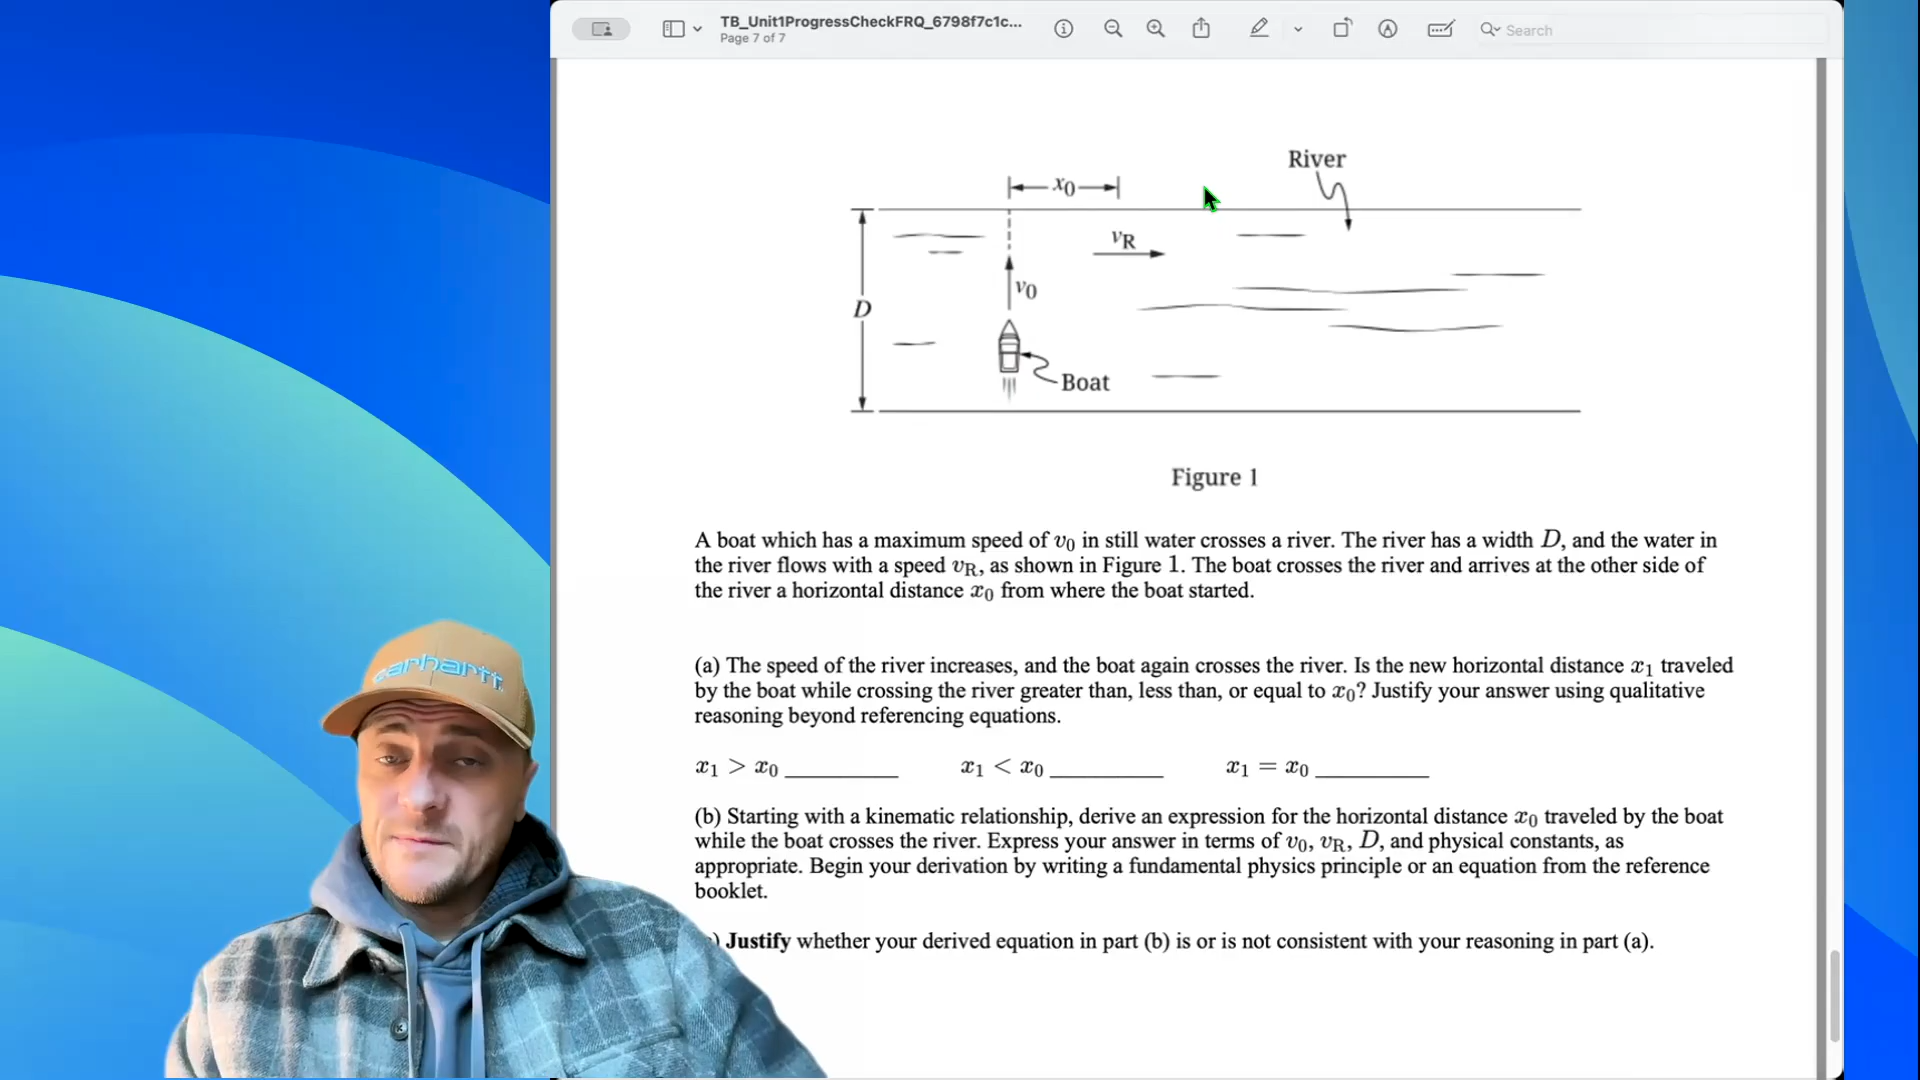 TB_Unit1ProgressCheckFRQ_6798f7c1c...
Page 7 of 7
Search
River
x₀
vR
v₀
D
Boat
Figure 1
A boat which has a maximum speed of v₀ in still water crosses a river. The river has a width D, and the water in
the river flows with a speed vR, as shown in Figure 1. The boat crosses the river and arrives at the other side of
the river a horizontal distance x₀ from where the boat started.
(a) The speed of the river increases, and the boat again crosses the river. Is the new horizontal distance x₁ traveled
by the boat while crossing the river greater than, less than, or equal to x₀? Justify your answer using qualitative
reasoning beyond referencing equations.
x₁ > x₀ __________ x₁ < x₀ __________ x₁ = x₀ __________
(b) Starting with a kinematic relationship, derive an expression for the horizontal distance x₀ traveled by the boat
while the boat crosses the river. Express your answer in terms of v₀, vR, D, and physical constants, as
appropriate. Begin your derivation by writing a fundamental physics principle or an equation from the reference
booklet.
) Justify whether your derived equation in part (b) is or is not consistent with your reasoning in part (a).
carhartt